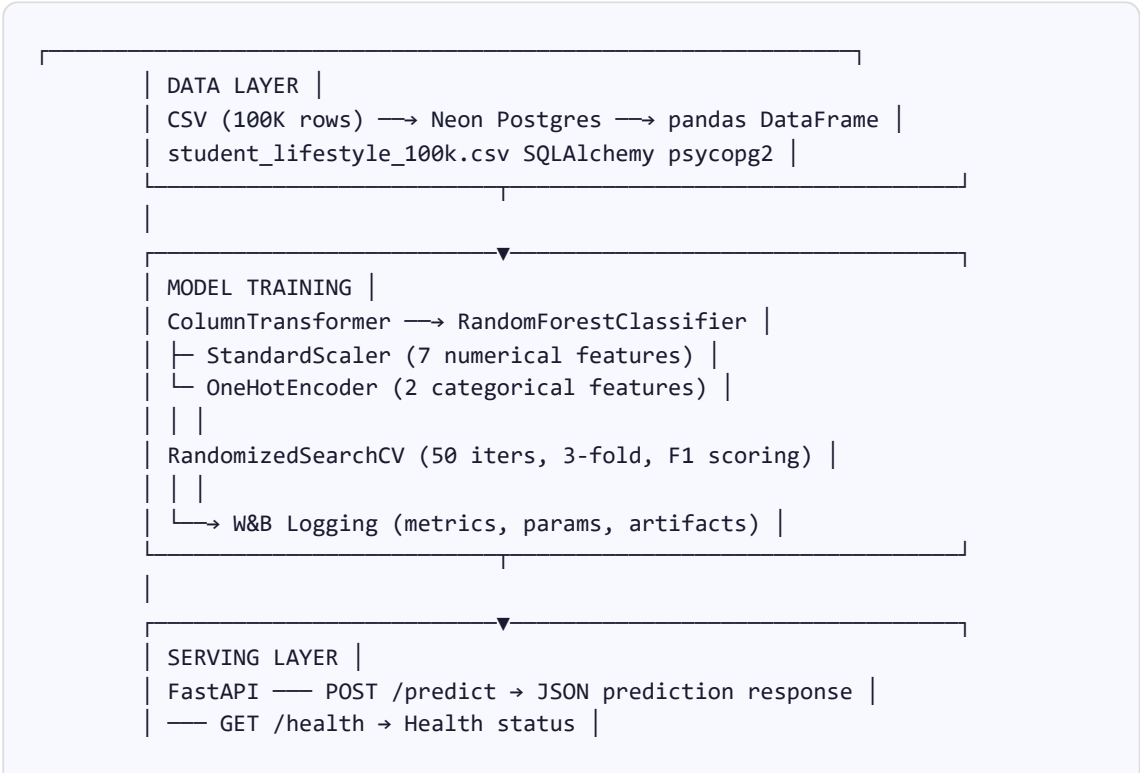 DATA LAYER
CSV (100K rows) ──→ Neon Postgres ──→ pandas DataFrame
student_lifestyle_100k.csv SQLAlchemy psycopg2
MODEL TRAINING
ColumnTransformer ──→ RandomForestClassifier
├─ StandardScaler (7 numerical features)
└─ OneHotEncoder (2 categorical features)
RandomizedSearchCV (50 iters, 3-fold, F1 scoring)
└──→ W&B Logging (metrics, params, artifacts)
SERVING LAYER
FastAPI ─── POST /predict → JSON prediction response
─── GET /health → Health status